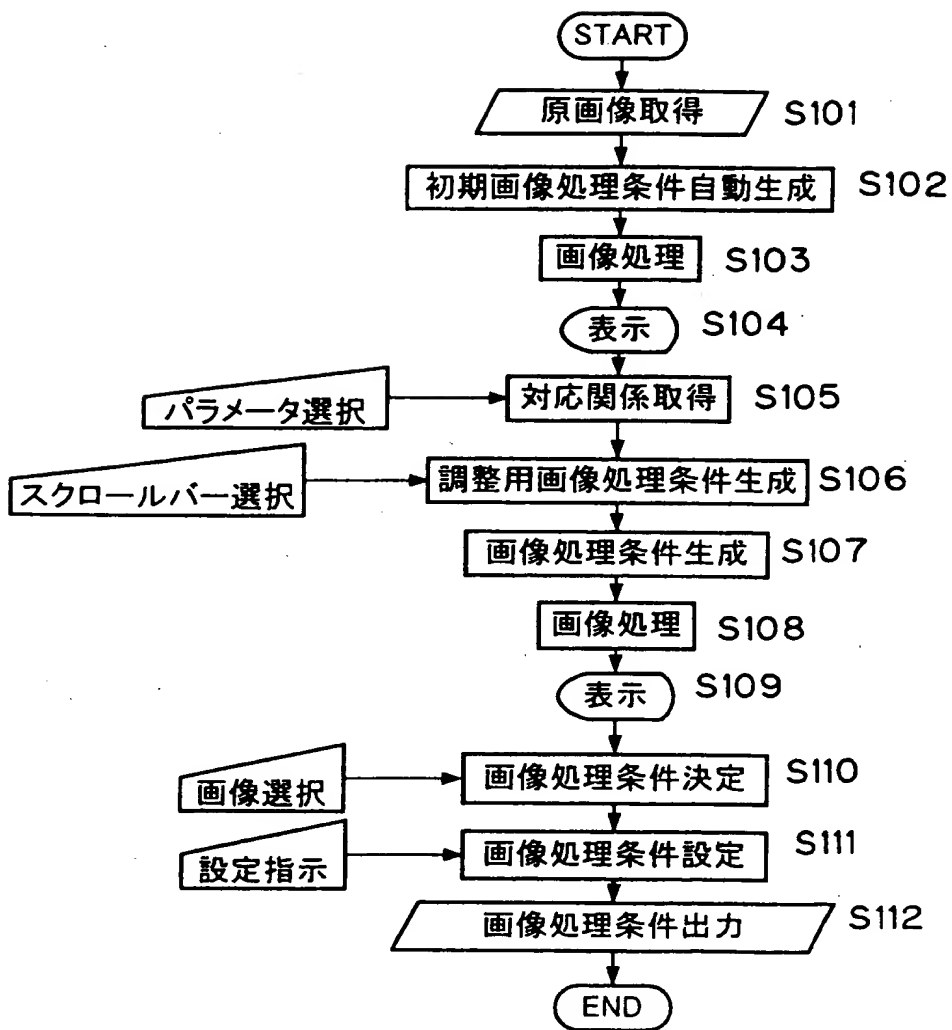 START
原画像取得 S101
初期画像処理条件自動生成 S102
画像処理 S103
表示 S104
パラメータ選択 対応関係取得 S105
スクロールバー選択 調整用画像処理条件生成 S106
画像処理条件生成 S107
画像処理 S108
表示 S109
画像選択 画像処理条件決定 S110
設定指示 画像処理条件設定 S111
画像処理条件出力 S112
END